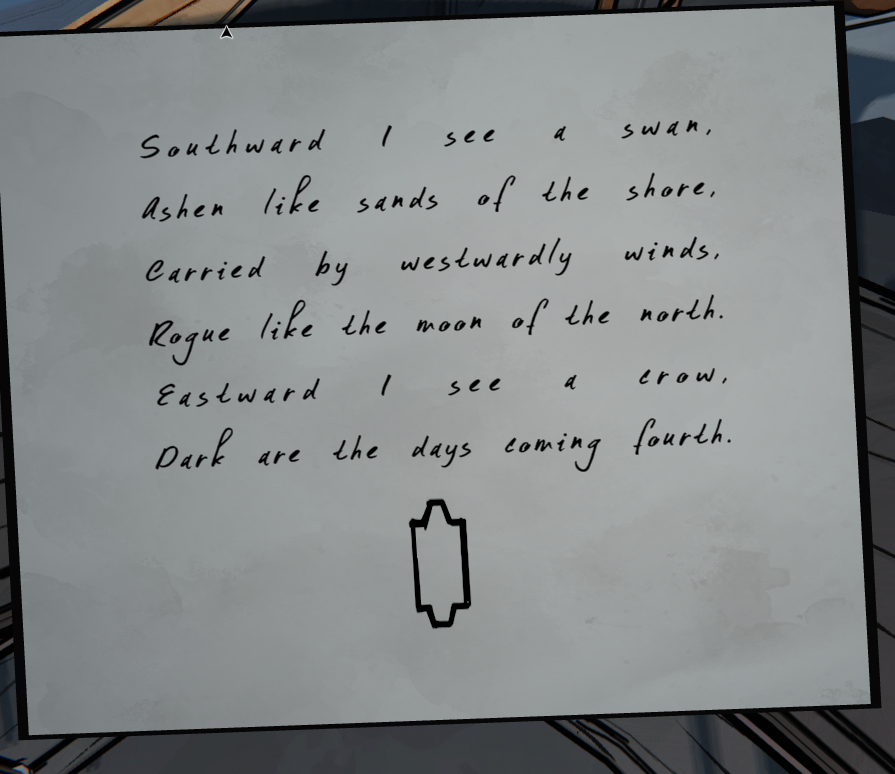 Southward I see a swan,
Ashen like sands of the shore,
Carried by westwardly winds,
Rogue like the moon of the north.
Eastward I see a crow,
Dark are the days coming fourth.